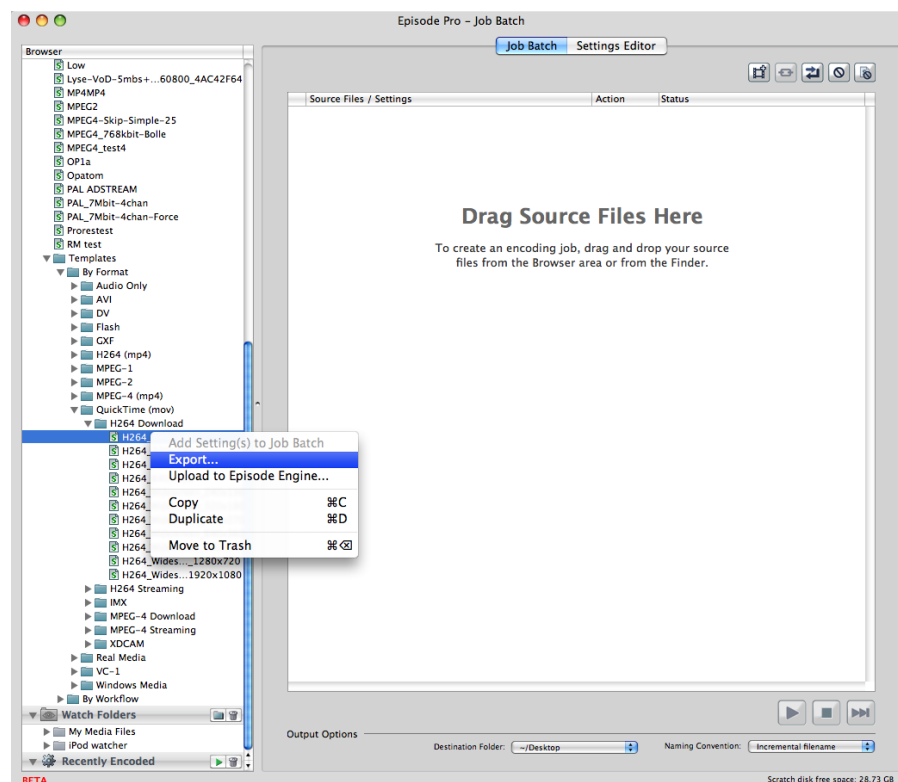 Episode Pro – Job Batch
Job Batch
Settings Editor
Browser
Low
Lyse-VoD-5mbs+...60800_4AC42F64
MP4MP4
MPEG2
MPEG4-Skip-Simple-25
MPEG4_768kbit-Bolle
MPEG4_test4
OP1a
Opatom
PAL ADSTREAM
PAL_7Mbit-4chan
PAL_7Mbit-4chan-Force
Prorestest
RM test
Templates
By Format
Audio Only
AVI
DV
Flash
GXF
H264 (mp4)
MPEG-1
MPEG-2
MPEG-4 (mp4)
QuickTime (mov)
H264 Download
H264_
H264_
H264_
H264_
H264_
H264_
H264_
H264_
H264_
H264_Wides..._1280x720
H264_Wides...1920x1080
H264 Streaming
IMX
MPEG-4 Download
MPEG-4 Streaming
XDCAM
Real Media
VC-1
Windows Media
By Workflow
Watch Folders
My Media Files
iPod watcher
Recently Encoded
BETA
Add Setting(s) to Job Batch
Export...
Upload to Episode Engine...
Copy ⌘C
Duplicate ⌘D
Move to Trash ⌘⌫
Source Files / Settings Action Status
Drag Source Files Here
To create an encoding job, drag and drop your source
files from the Browser area or from the Finder.
Output Options
Destination Folder: ~/Desktop Naming Convention: Incremental filename
Scratch disk free space: 28.73 GB